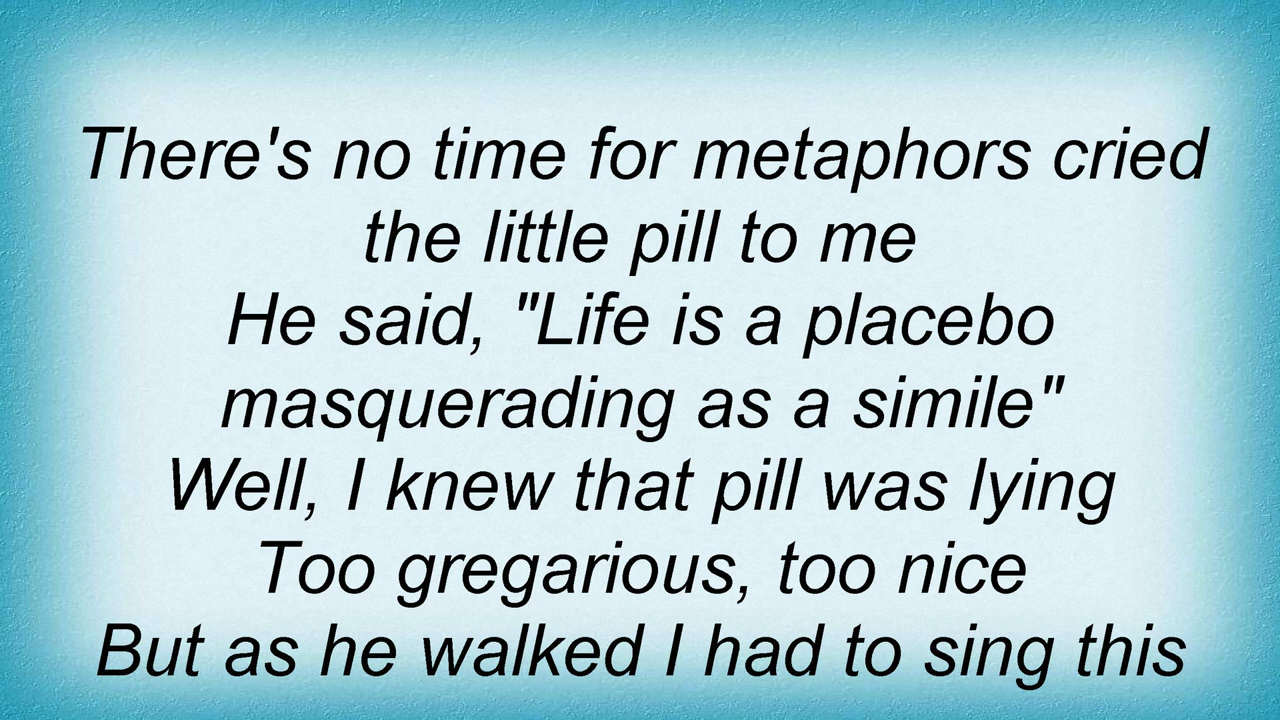 There's no time for metaphors cried
the little pill to me
He said, "Life is a placebo
masquerading as a simile"
Well, I knew that pill was lying
Too gregarious, too nice
But as he walked I had to sing this